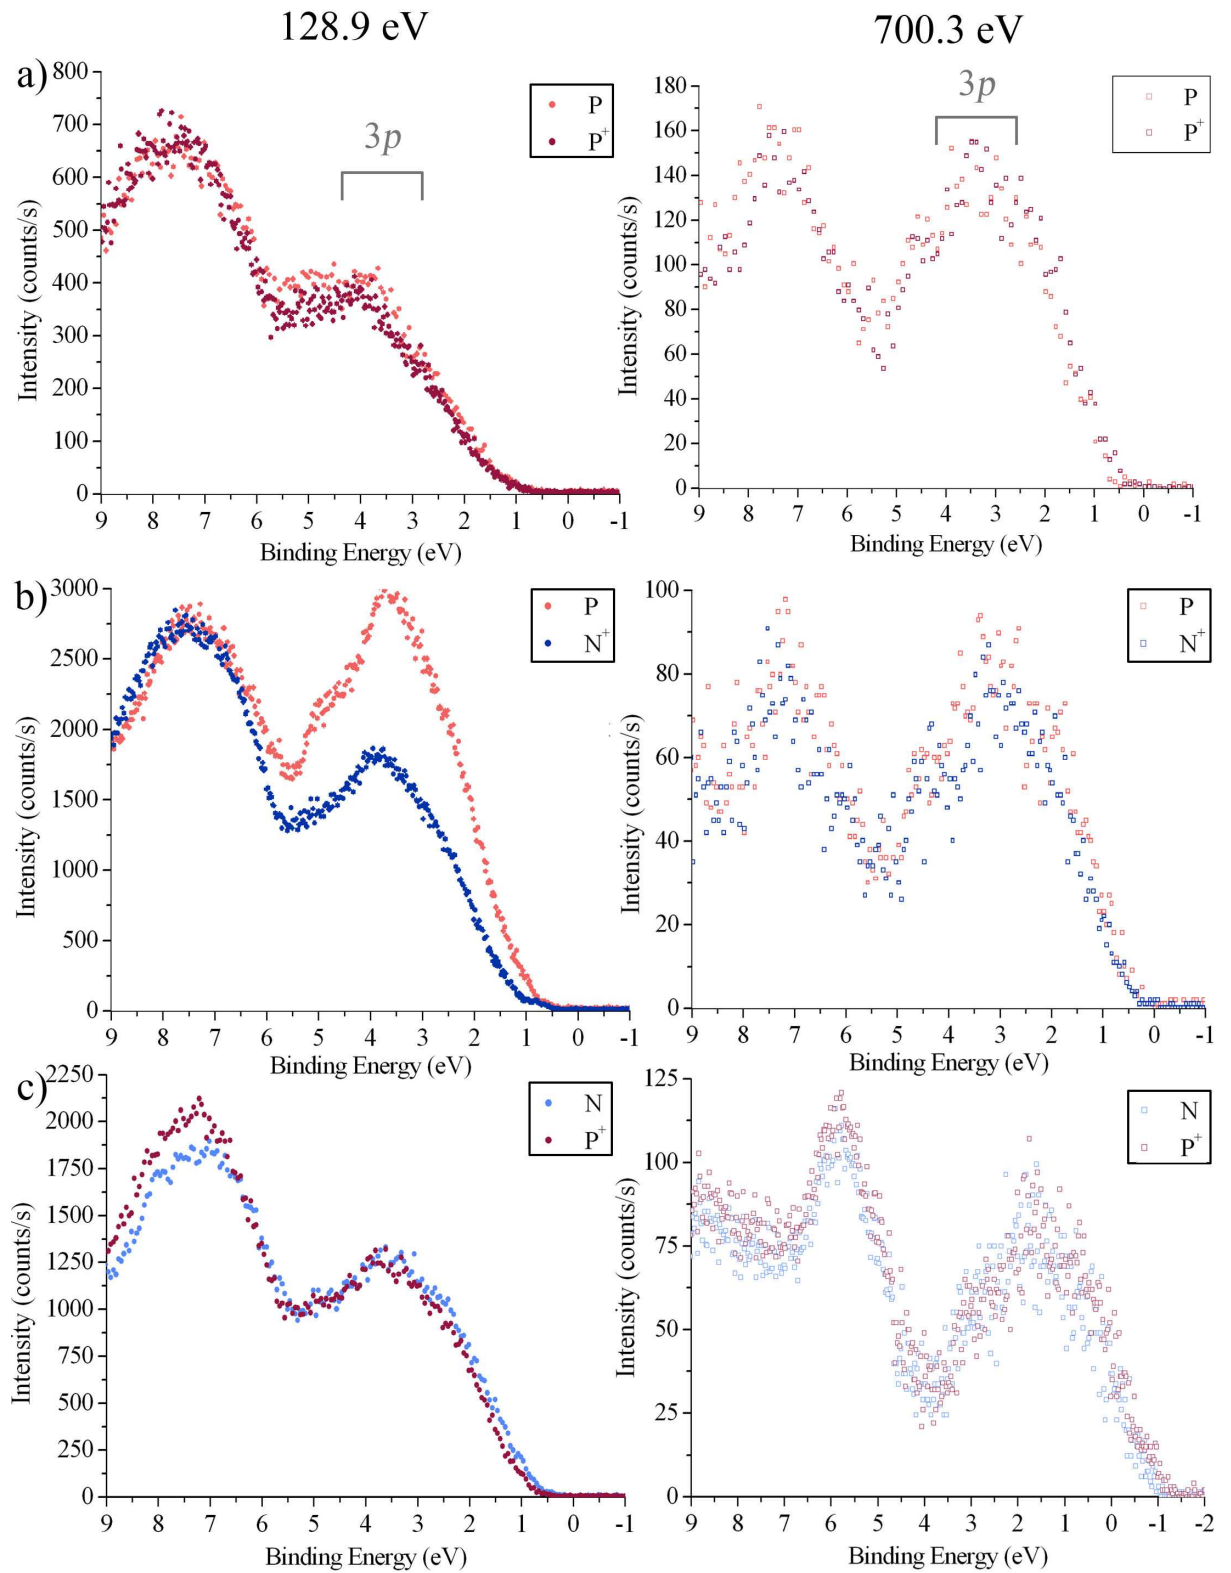 128.9 eV
700.3 eV
a)
800
700
600
500
400
300
200
100
0
Intensity (counts/s)
3p
P
P+
9 8 7 6 5 4 3 2 1 0 -1
Binding Energy (eV)
180
160
140
120
100
80
60
40
20
0
Intensity (counts/s)
3p
P
P+
9 8 7 6 5 4 3 2 1 0 -1
Binding Energy (eV)
b)
3000
2500
2000
1500
1000
500
0
Intensity (counts/s)
P
N+
9 8 7 6 5 4 3 2 1 0 -1
Binding Energy (eV)
100
80
60
40
20
0
Intensity (counts/s)
P
N+
9 8 7 6 5 4 3 2 1 0 -1
Binding Energy (eV)
c)
2250
2000
1750
1500
1250
1000
750
500
250
0
Intensity (counts/s)
N
P+
9 8 7 6 5 4 3 2 1 0 -1
Binding Energy (eV)
125
100
75
50
25
0
Intensity (counts/s)
N
P+
9 8 7 6 5 4 3 2 1 0 -1 -2
Binding Energy (eV)